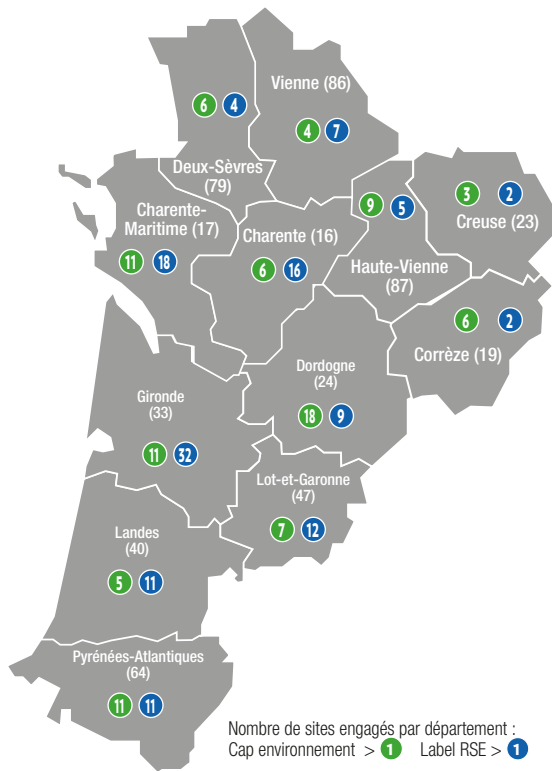 Vienne (86)
4 7
6 4
Deux-Sèvres
(79)
Charente-
Maritime (17)
11 18
Charente (16)
6 16
9 5
Haute-Vienne
(87)
3 2
Creuse (23)
6 2
Corrèze (19)
Dordogne
(24)
18 9
Gironde
(33)
11 32
Lot-et-Garonne
(47)
7 12
Landes
(40)
5 11
Pyrénées-Atlantiques
(64)
11 11
Nombre de sites engagés par département :
Cap environnement > 1 Label RSE > 1